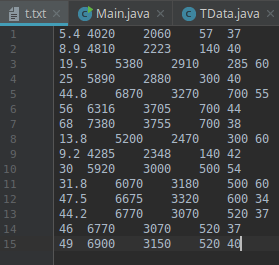 t.txt Main.java TData.java
1 5.4 4020 2060 57 37
2 8.9 4810 2223 140 40
3 19.5 5380 2910 285 60
4 25 5890 2880 300 40
5 44.8 6870 3270 700 55
6 56 6316 3705 700 44
7 68 7380 3755 700 38
8 13.8 5200 2470 300 60
9 9.2 4285 2348 140 42
10 30 5920 3000 500 54
11 31.8 6070 3180 500 60
12 47.5 6675 3320 600 34
13 44.2 6770 3070 520 37
14 46 6770 3070 520 37
15 49 6900 3150 520 40